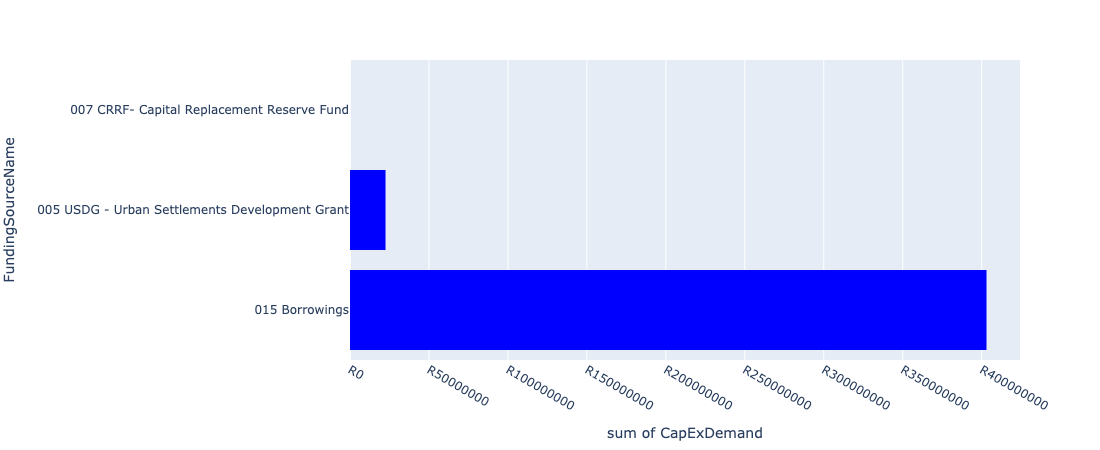 FundingSourceName
007 CRRF- Capital Replacement Reserve Fund
005 USDG - Urban Settlements Development Grant
015 Borrowings
R0
R50000000
R100000000
R150000000
R200000000
R250000000
R300000000
R350000000
R400000000
sum of CapExDemand